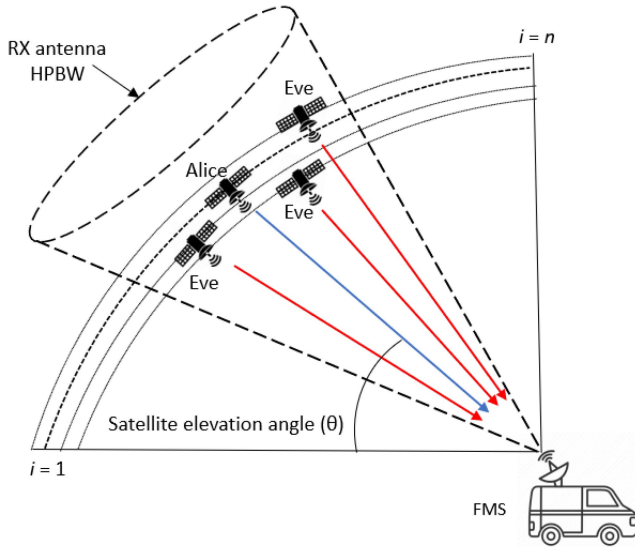 RX antenna
HPBW
i = n
Eve
Alice
Eve
Eve
Satellite elevation angle (θ)
i = 1
FMS